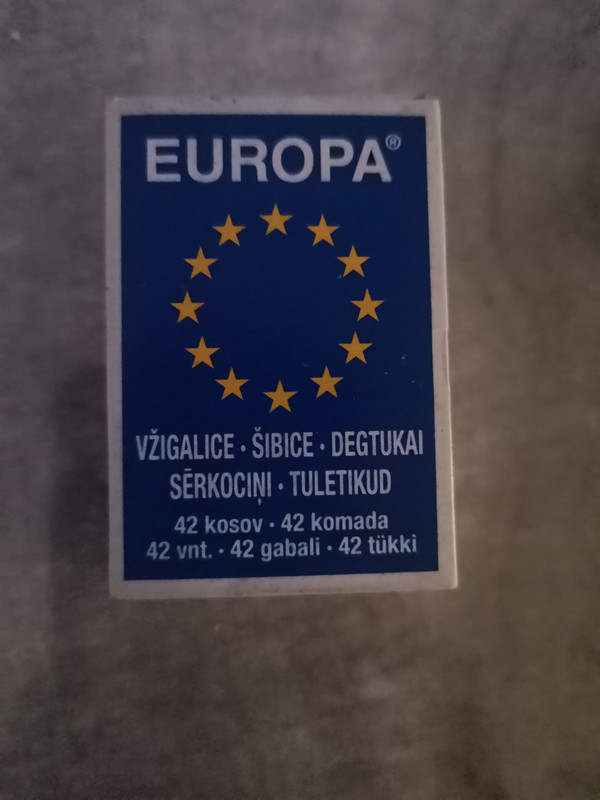 EUROPA®
VŽIGALICE · ŠIBICE · DEGTUKAI
SĒRKOCIŅI · TULETIKUD
42 kosov · 42 komada
42 vnt. · 42 gabali · 42 tükki